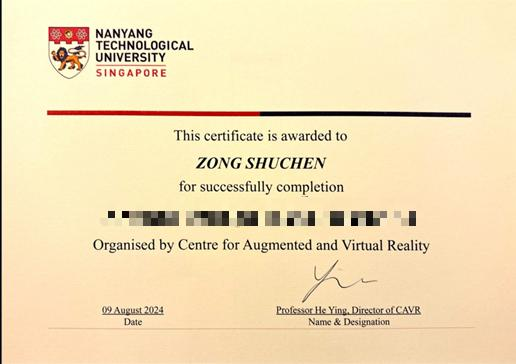 NANYANG
TECHNOLOGICAL
UNIVERSITY
SINGAPORE
This certificate is awarded to
ZONG SHUCHEN
for successfully completion
Organised by Centre for Augmented and Virtual Reality
09 August 2024
Date
Professor He Ying, Director of CAVR
Name & Designation